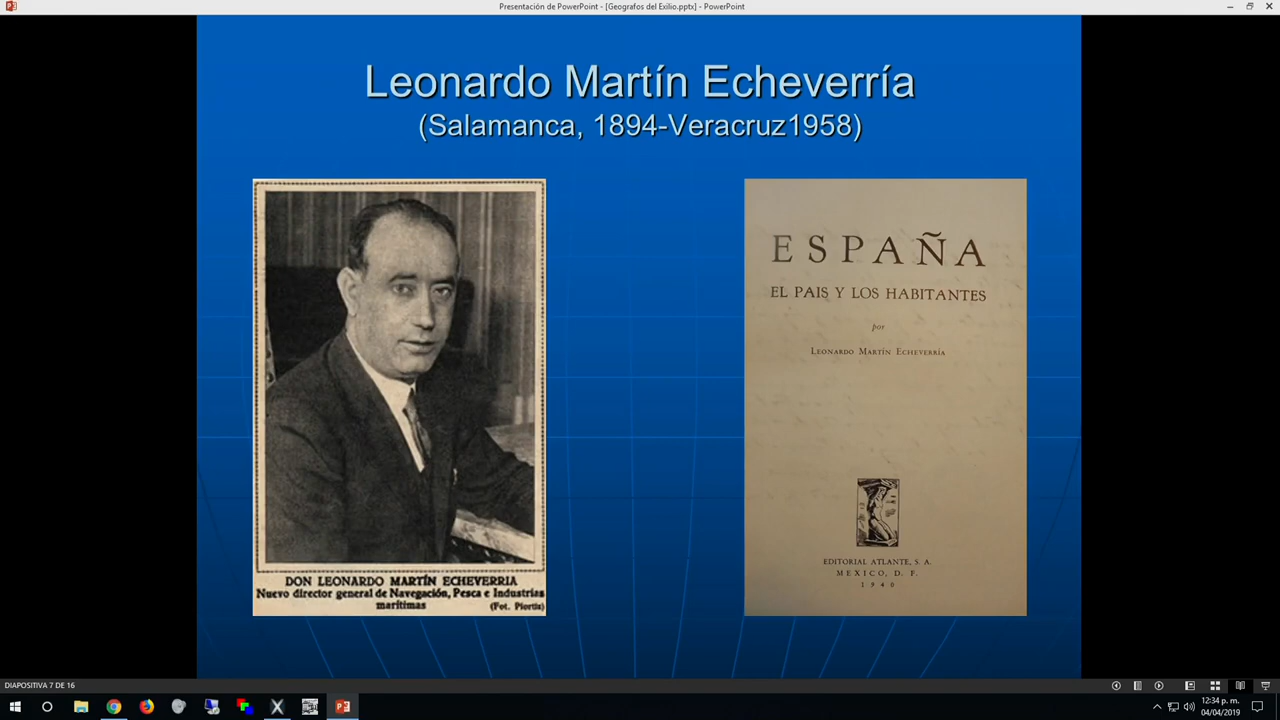 Presentación de PowerPoint - [Geografos del Exilio.pptx] - PowerPoint
Leonardo Martín Echeverría
(Salamanca, 1894-Veracruz1958)
DON LEONARDO MARTÍN ECHEVERRIA
Nuevo director general de Navegación, Pesca e Industrias
marítimas (Fot. Piortiz)
ESPAÑA
EL PAIS Y LOS HABITANTES
por
LEONARDO MARTÍN ECHEVERRÍA
EDITORIAL ATLANTE, S. A.
MEXICO, D. F.
1940
DIAPOSITIVA 7 DE 16
12:34 p. m.
04/04/2019